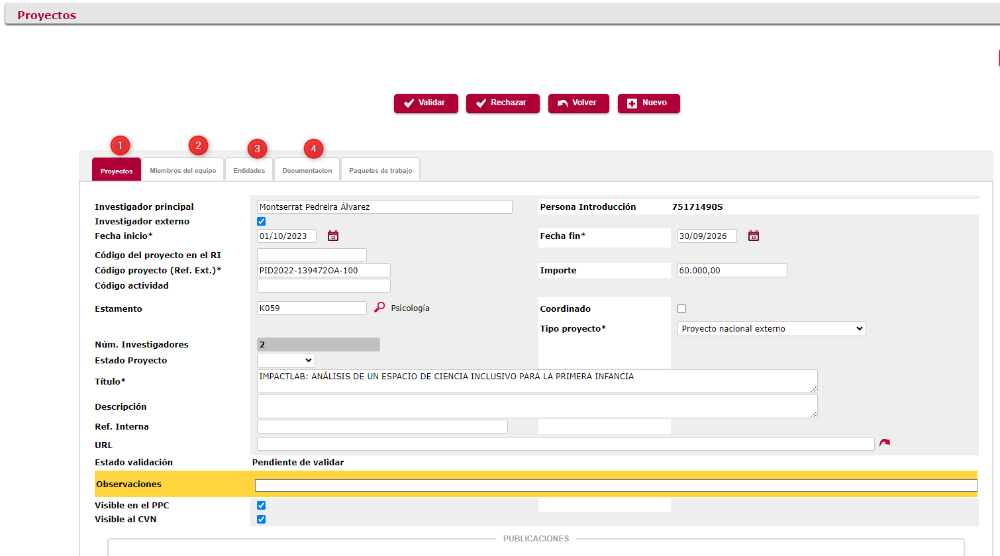 Proyectos
Validar Rechazar Volver Nuevo
1 2 3 4
Proyectos Miembros del equipo Entidades Documentacion Paquetes de trabajo
Investigador principal Montserrat Pedreira Álvarez Persona Introducción 75171490S
Investigador externo
Fecha inicio* 01/10/2023 12 Fecha fin* 30/09/2026 12
Código del proyecto en el RI
Código proyecto (Ref. Ext.)* PID2022-139472OA-100 Importe 60.000,00
Código actividad
Estamento K059 Psicología Coordinado
Tipo proyecto* Proyecto nacional externo
Núm. Investigadores 2
Estado Proyecto
Título* IMPACTLAB: ANÁLISIS DE UN ESPACIO DE CIENCIA INCLUSIVO PARA LA PRIMERA INFANCIA
Descripción
Ref. Interna
URL
Estado validación Pendiente de validar
Observaciones
Visible en el PPC
Visible al CVN
PUBLICACIONES